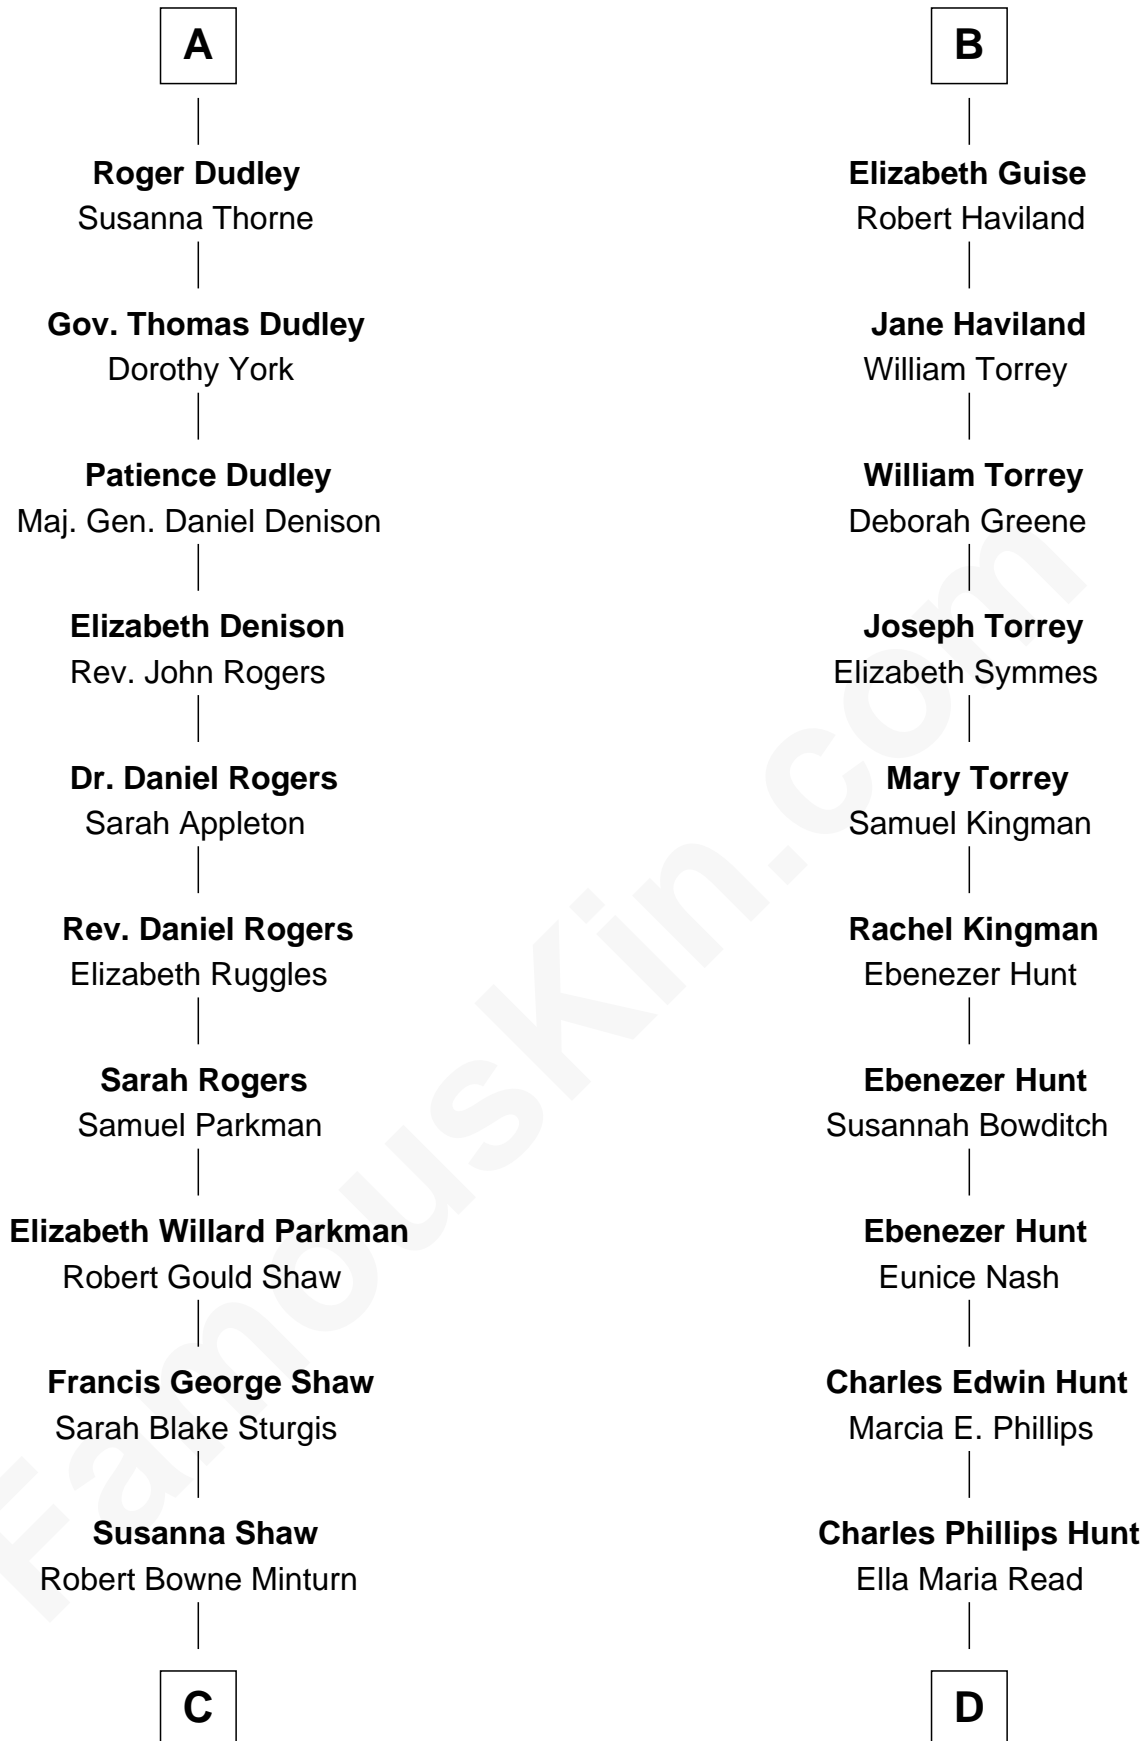 A
Roger Dudley
Susanna Thorne
Gov. Thomas Dudley
Dorothy York
Patience Dudley
Maj. Gen. Daniel Denison
Elizabeth Denison
Rev. John Rogers
Dr. Daniel Rogers
Sarah Appleton
Rev. Daniel Rogers
Elizabeth Ruggles
Sarah Rogers
Samuel Parkman
Elizabeth Willard Parkman
Robert Gould Shaw
Francis George Shaw
Sarah Blake Sturgis
Susanna Shaw
Robert Bowne Minturn
C
B
Elizabeth Guise
Robert Haviland
Jane Haviland
William Torrey
William Torrey
Deborah Greene
Joseph Torrey
Elizabeth Symmes
Mary Torrey
Samuel Kingman
Rachel Kingman
Ebenezer Hunt
Ebenezer Hunt
Susannah Bowditch
Ebenezer Hunt
Eunice Nash
Charles Edwin Hunt
Marcia E. Phillips
Charles Phillips Hunt
Ella Maria Read
D
FamousKin.com